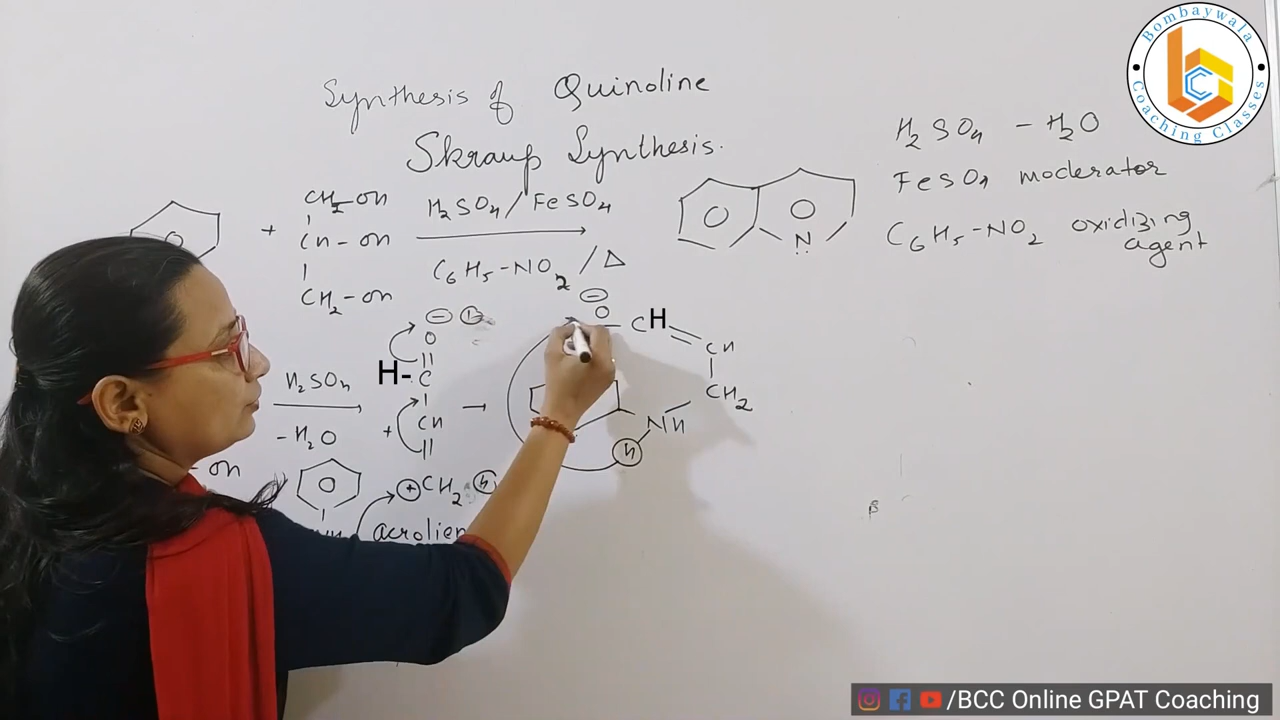 Bombaywala
Coaching Classes
Synthesis of Quinoline
Skraup Synthesis.
H2SO4 - H2O
FeSO4 moderator
C6H5-NO2 oxidizing
agent
+
CH2-OH
CH-OH
CH2-OH
H2SO4 / FeSO4
C6H5-NO2 / Δ
N
H2SO4
-H2O
OH
O
H-C
CH
+ CH2
acrolien
O
CH
CH
CH2
NH
H
/BCC Online GPAT Coaching